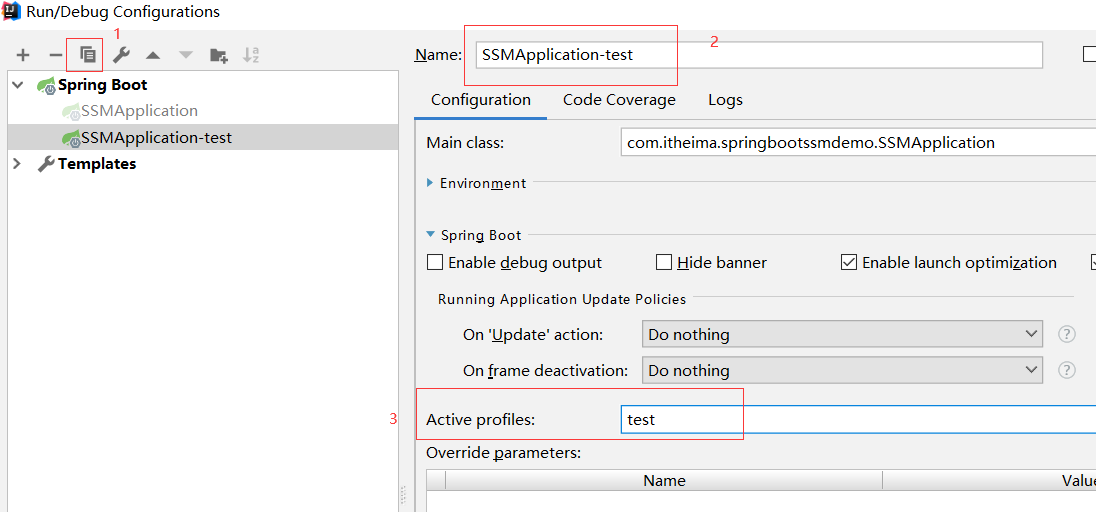 Run/Debug Configurations
1
Name:
SSMApplication-test
2
Spring Boot
SSMApplication
SSMApplication-test
Templates
Configuration
Code Coverage
Logs
Main class:
com.itheima.springbootssmdemo.SSMApplication
Environment
Spring Boot
Enable debug output
Hide banner
Enable launch optimization
Running Application Update Policies
On 'Update' action:
Do nothing
?
On frame deactivation:
Do nothing
?
3
Active profiles:
test
Override parameters:
Name
Value